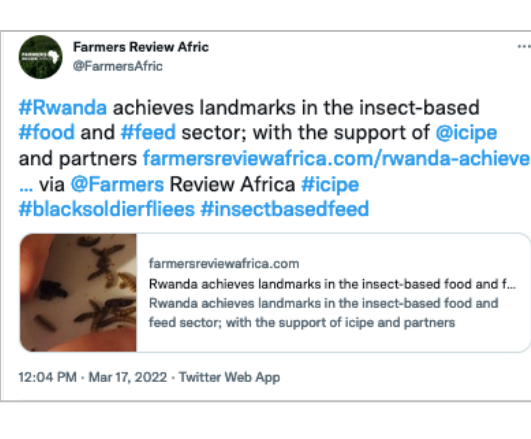 Farmers Review Afric
@FarmersAfric
...
#Rwanda achieves landmarks in the insect-based
#food and #feed sector; with the support of @icipe
and partners farmersreviewafrica.com/rwanda-achieve
... via @Farmers Review Africa #icipe
#blacksoldierfliees #insectbasedfeed
farmersreviewafrica.com
Rwanda achieves landmarks in the insect-based food and f...
Rwanda achieves landmarks in the insect-based food and
feed sector; with the support of icipe and partners
12:04 PM · Mar 17, 2022 · Twitter Web App